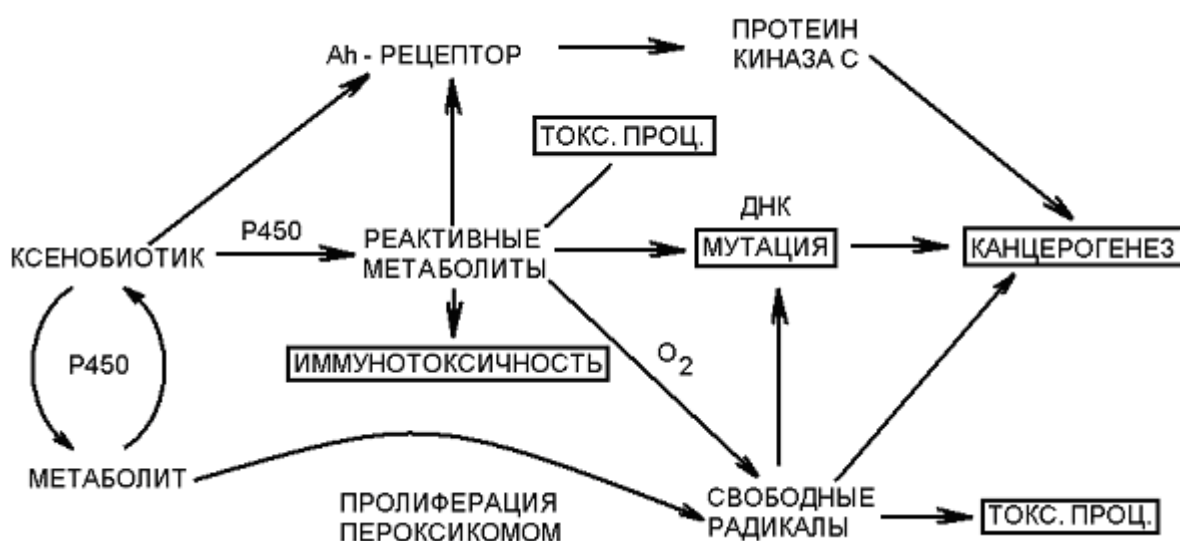 Ah - РЕЦЕПТОР
ПРОТЕИН
КИНАЗА С
ТОКС. ПРОЦ.
ДНК
P450
КСЕНОБИОТИК
РЕАКТИВНЫЕ
МЕТАБОЛИТЫ
МУТАЦИЯ
КАНЦЕРОГЕНЕЗ
ИММУНОТОКСИЧНОСТЬ
O2
P450
МЕТАБОЛИТ
ПРОЛИФЕРАЦИЯ
ПЕРОКСИКОМОМ
СВОБОДНЫЕ
РАДИКАЛЫ
ТОКС. ПРОЦ.